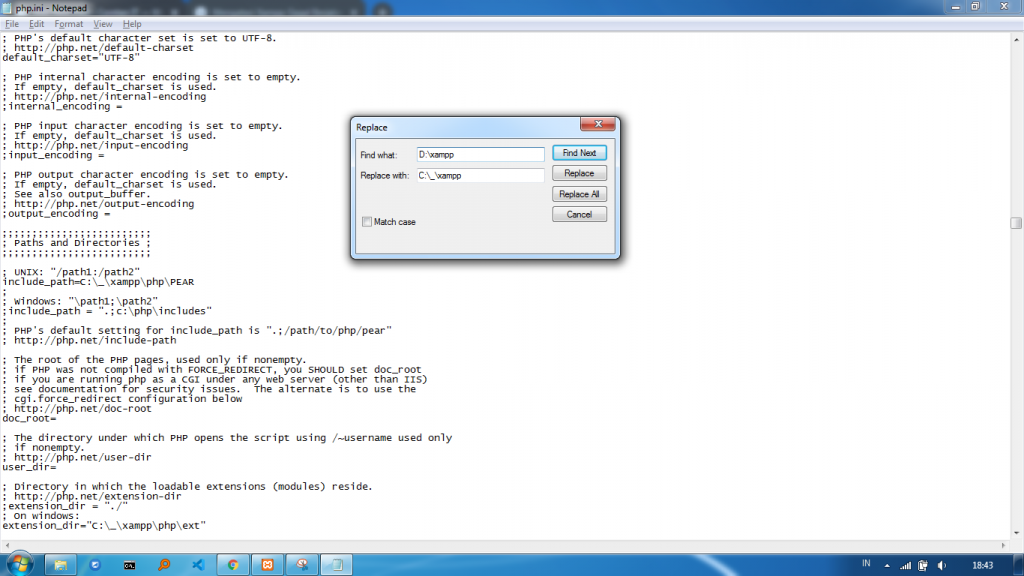 php.ini - Notepad
File Edit Format View Help
; PHP's default character set is set to UTF-8.
; http://php.net/default-charset
default_charset="UTF-8"
; PHP internal character encoding is set to empty.
; If empty, default_charset is used.
; http://php.net/internal-encoding
;internal_encoding =
; PHP input character encoding is set to empty.
; If empty, default_charset is used.
; http://php.net/input-encoding
;input_encoding =
; PHP output character encoding is set to empty.
; If empty, default_charset is used.
; See also output_buffer.
; http://php.net/output-encoding
;output_encoding =
;;;;;;;;;;;;;;;;;;;;;;;;;
; Paths and Directories ;
;;;;;;;;;;;;;;;;;;;;;;;;;
; UNIX: "/path1:/path2"
include_path=C:\_\xampp\php\PEAR
;
; Windows: "\path1;\path2"
;include_path = ".;c:\php\includes"
;
; PHP's default setting for include_path is ".;/path/to/php/pear"
; http://php.net/include-path
; The root of the PHP pages, used only if nonempty.
; if PHP was not compiled with FORCE_REDIRECT, you SHOULD set doc_root
; if you are running php as a CGI under any web server (other than IIS)
; see documentation for security issues.  The alternate is to use the
; cgi.force_redirect configuration below
; http://php.net/doc-root
doc_root=
; The directory under which PHP opens the script using /~username used only
; if nonempty.
; http://php.net/user-dir
user_dir=
; Directory in which the loadable extensions (modules) reside.
; http://php.net/extension-dir
;extension_dir = "./"
; On windows:
extension_dir="C:\_\xampp\php\ext"
Replace
Find what: D:\xampp Find Next
Replace with: C:\_\xampp Replace
Replace All
Cancel
Match case
IN 18:43